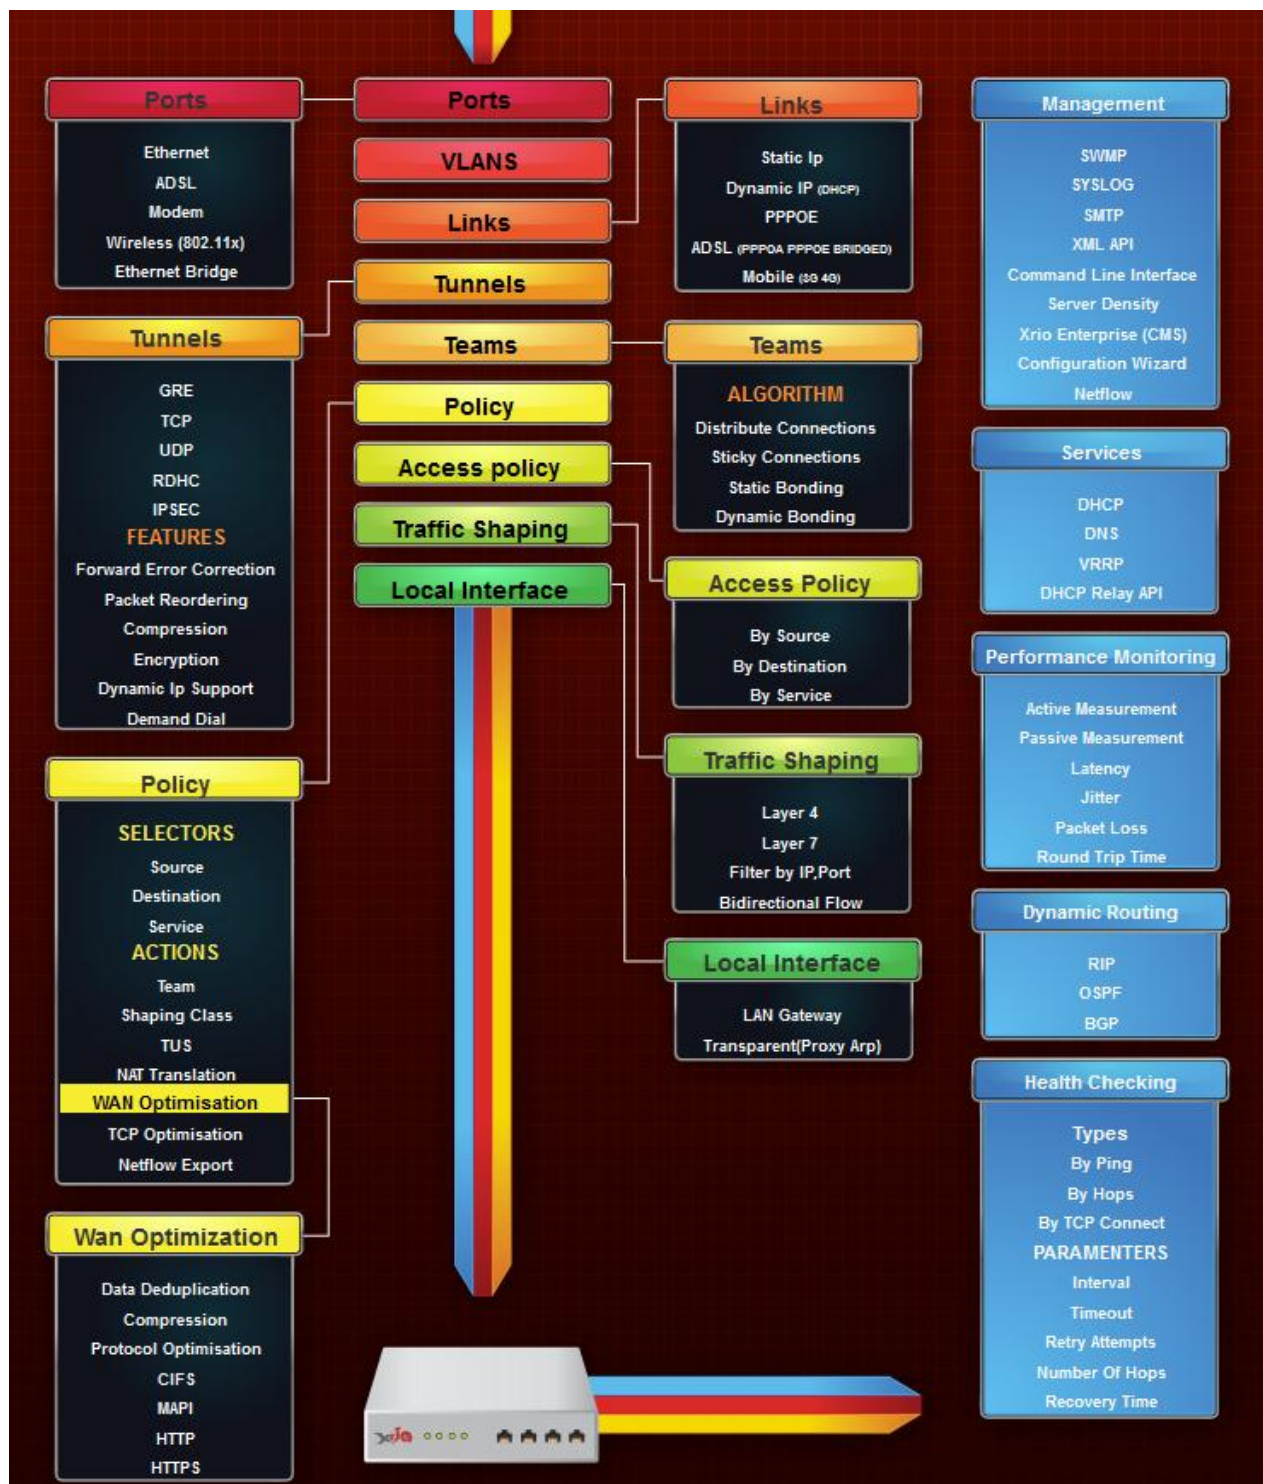 Ports
Ethernet
ADSL
Modem
Wireless (802.11x)
Ethernet Bridge
Tunnels
GRE
TCP
UDP
RDHC
IPSEC
FEATURES
Forward Error Correction
Packet Reordering
Compression
Encryption
Dynamic Ip Support
Demand Dial
Policy
SELECTORS
Source
Destination
Service
ACTIONS
Team
Shaping Class
TUS
NAT Translation
WAN Optimisation
TCP Optimisation
Netflow Export
Wan Optimization
Data Deduplication
Compression
Protocol Optimisation
CIFS
MAPI
HTTP
HTTPS
Ports
VLANS
Links
Tunnels
Teams
Policy
Access policy
Traffic Shaping
Local Interface
Links
Static Ip
Dynamic IP (DHCP)
PPPOE
ADSL (PPPOA PPPOE BRIDGED)
Mobile (3G 4G)
Teams
ALGORITHM
Distribute Connections
Sticky Connections
Static Bonding
Dynamic Bonding
Access Policy
By Source
By Destination
By Service
Traffic Shaping
Layer 4
Layer 7
Filter by IP,Port
Bidirectional Flow
Local Interface
LAN Gateway
Transparent(Proxy Arp)
Management
SWMP
SYSLOG
SMTP
XML API
Command Line Interface
Server Density
Xrio Enterprise (CMS)
Configuration Wizard
Netflow
Services
DHCP
DNS
VRRP
DHCP Relay API
Performance Monitoring
Active Measurement
Passive Measurement
Latency
Jitter
Packet Loss
Round Trip Time
Dynamic Routing
RIP
OSPF
BGP
Health Checking
Types
By Ping
By Hops
By TCP Connect
PARAMENTERS
Interval
Timeout
Retry Attempts
Number Of Hops
Recovery Time